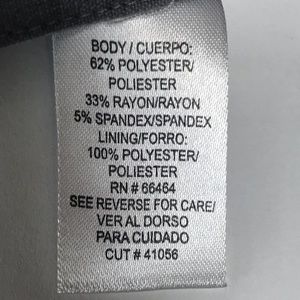 BODY / CUERPO:
62% POLYESTER/
POLIESTER
33% RAYON/RAYON
5% SPANDEX/SPANDEX
LINING/FORRO:
100% POLYESTER/
POLIESTER
RN # 66464
SEE REVERSE FOR CARE/
VER AL DORSO
PARA CUIDADO
CUT # 41056